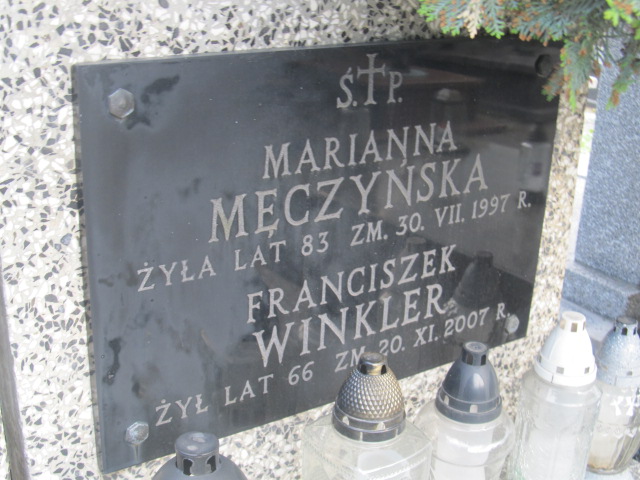 Ś.†P.
MARIANNA
MĘCZYŃSKA
ŻYŁA LAT 83 ZM. 30. VII. 1997 R.
FRANCISZEK
WINKLER
ŻYŁ LAT 66 ZM. 20. XI. 2007 R.